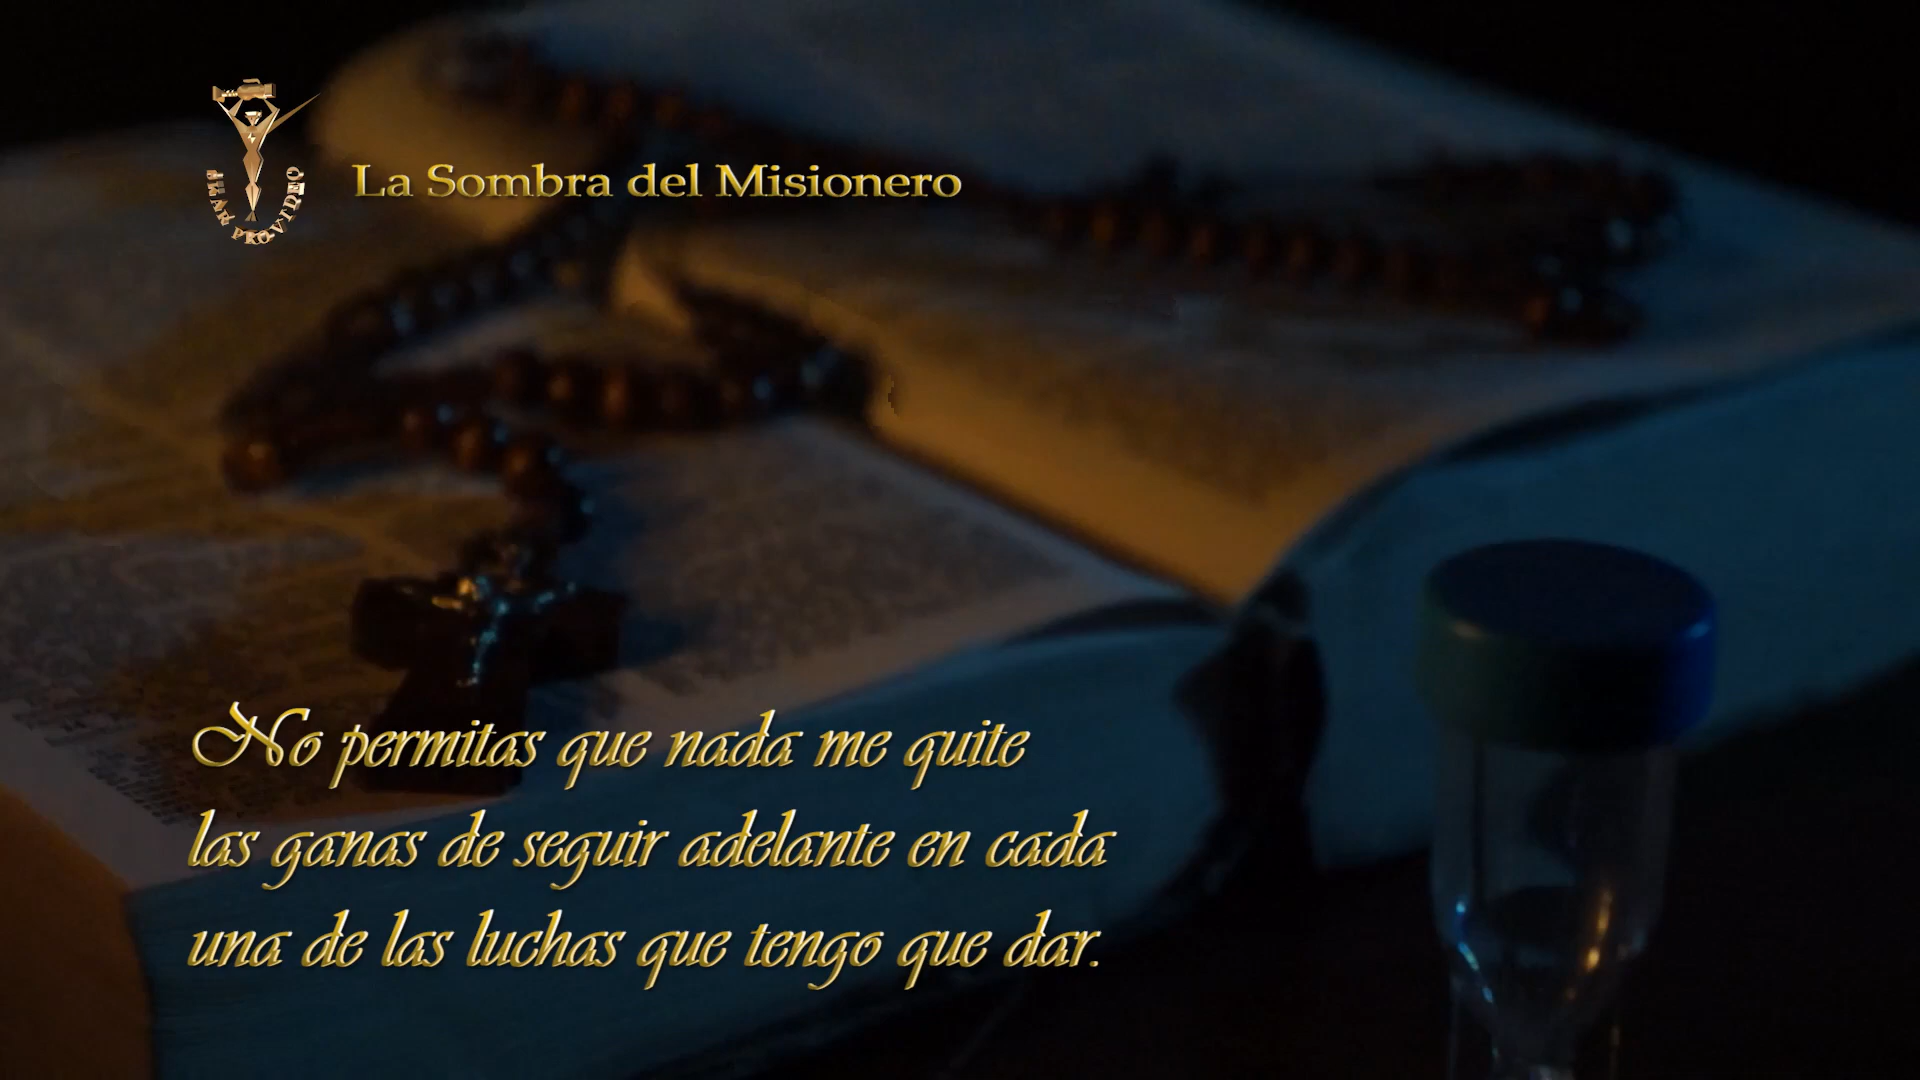 La Sombra del Misionero
No permitas que nada me quite
las ganas de seguir adelante en cada
una de las luchas que tengo que dar.